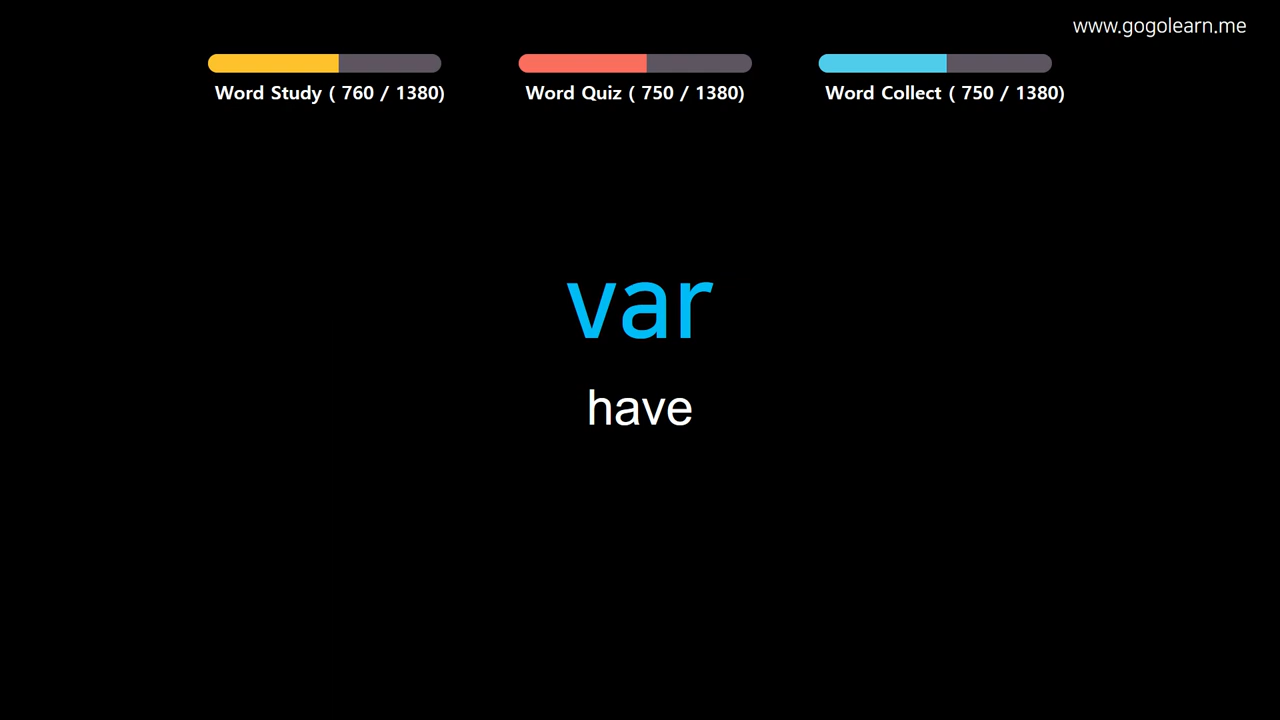 www.gogolearn.me
Word Study ( 760 / 1380)
Word Quiz ( 750 / 1380)
Word Collect ( 750 / 1380)
var
have